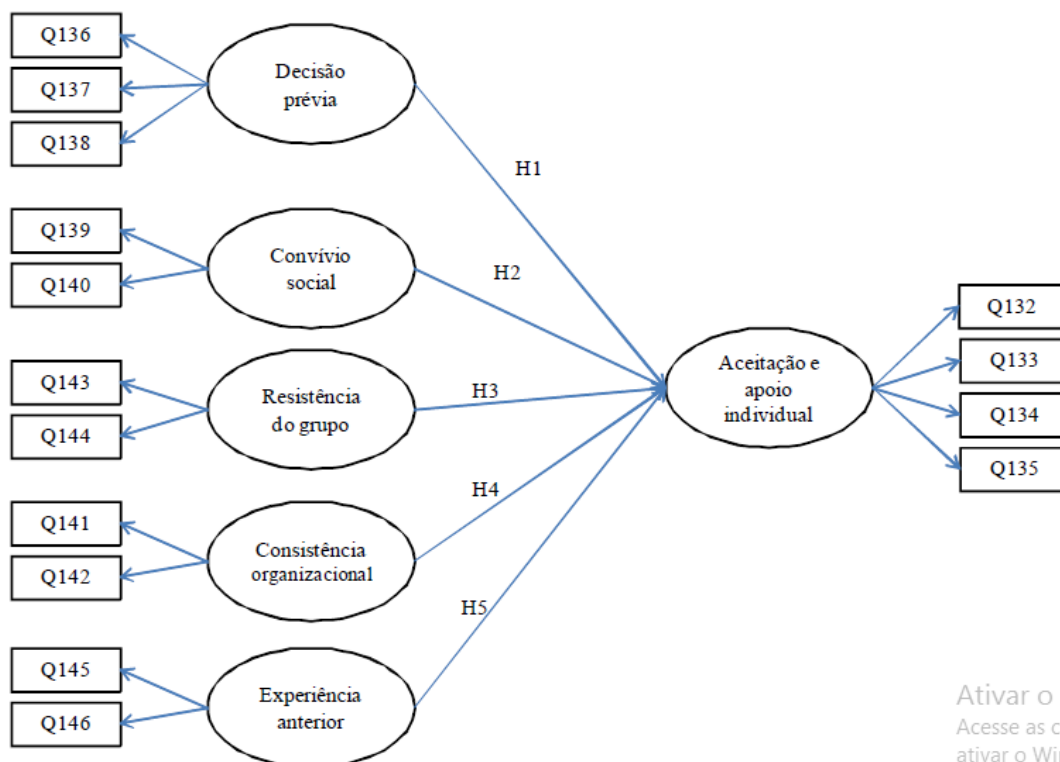 Q136
Q137
Q138
Decisão
prévia
H1
Q139
Q140
Convívio
social
H2
Q143
Q144
Resistência
do grupo
H3
Q141
Q142
Consistência
organizacional
H4
Q145
Q146
Experiência
anterior
H5
Aceitação e
apoio
individual
Q132
Q133
Q134
Q135
Ativar o
Acesse as c
ativar o Win